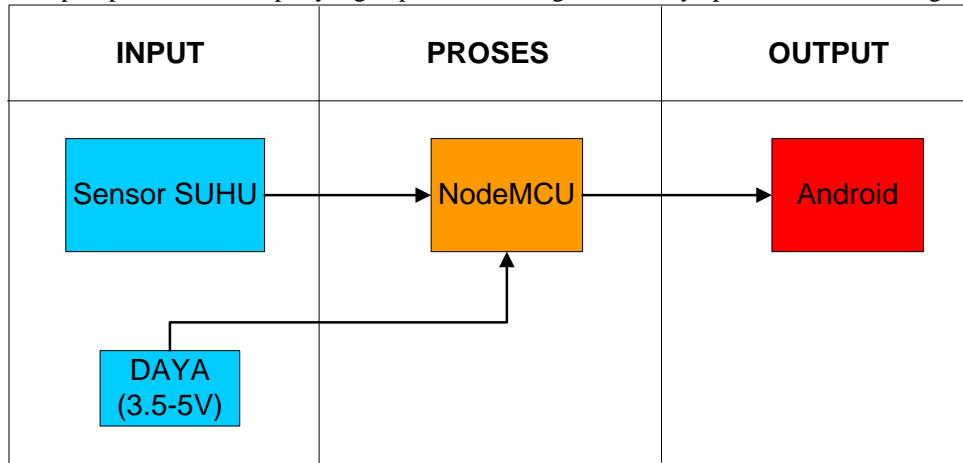 INPUT
PROSES
OUTPUT
Sensor SUHU
NodeMCU
Android
DAYA
(3.5-5V)